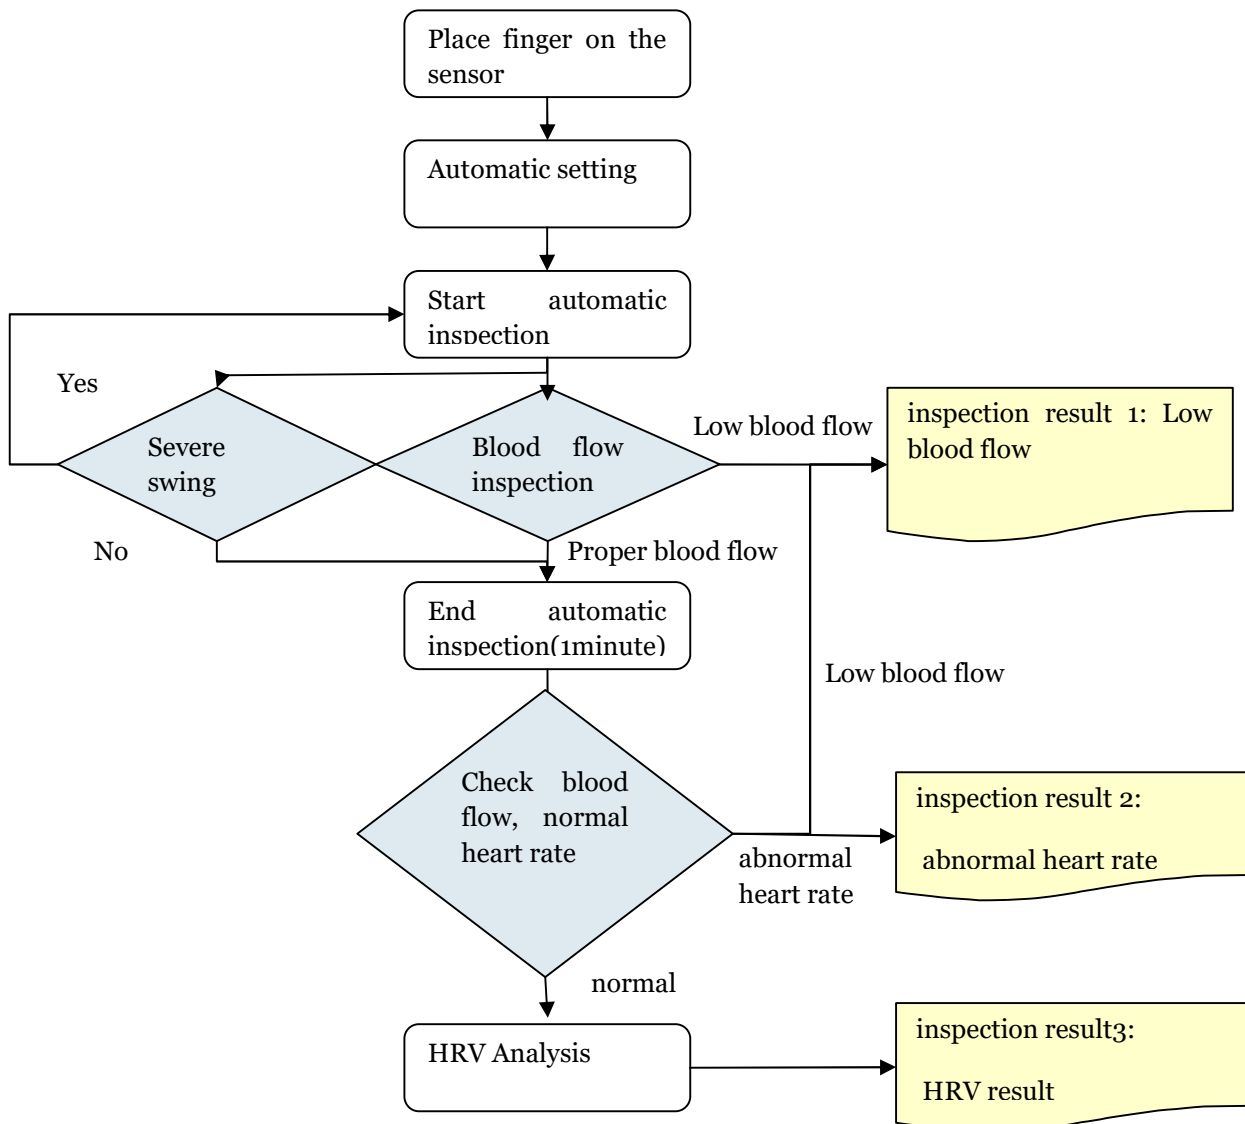 Place finger on the
sensor
Automatic setting
Start automatic
inspection
Yes
Severe
swing
Blood flow
inspection
Low blood flow
inspection result 1: Low
blood flow
No
Proper blood flow
End automatic
inspection(1minute)
Low blood flow
Check blood
flow, normal
heart rate
abnormal
heart rate
inspection result 2:
abnormal heart rate
normal
HRV Analysis
inspection result3:
HRV result